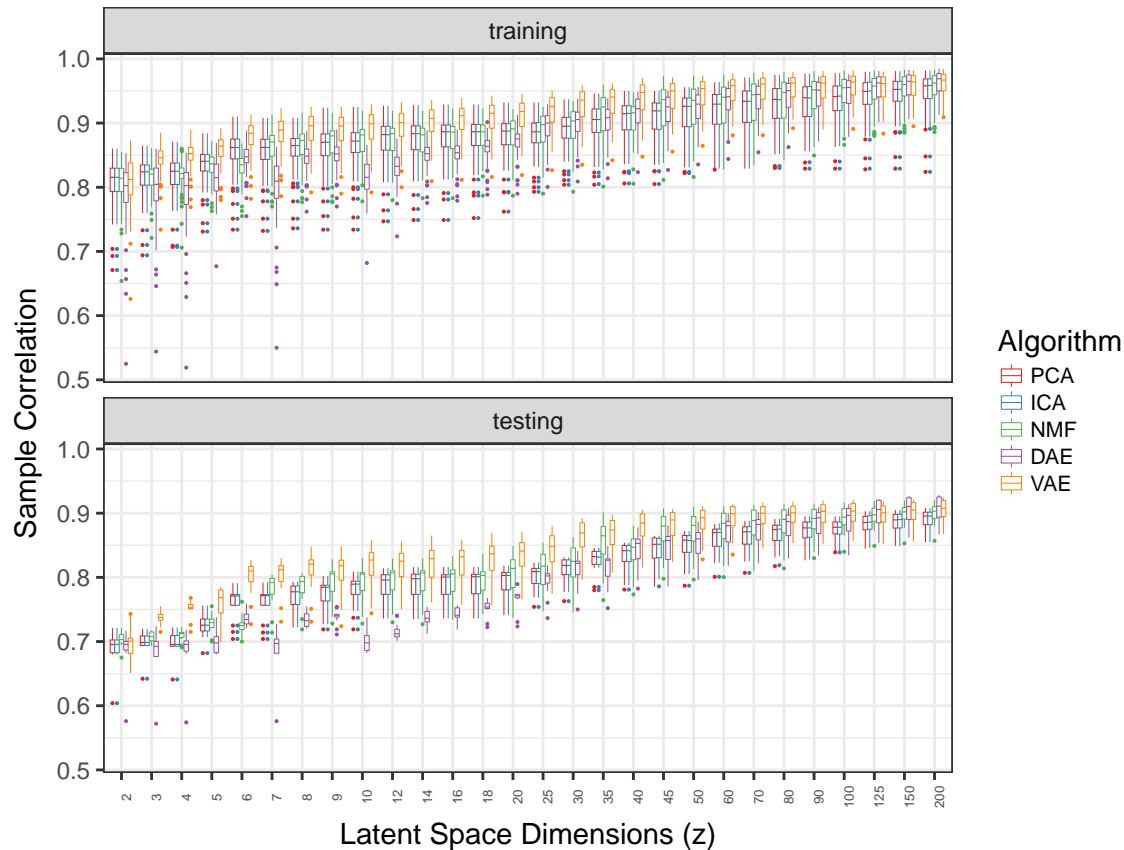 training
1.0
0.9
0.8
0.7
0.6
0.5
testing
1.0
0.9
0.8
0.7
0.6
0.5
Sample Correlation
2 3 4 5 6 7 8 9 10 12 14 16 18 20 25 30 35 40 45 50 60 70 80 90 100 125 150 200
Latent Space Dimensions (z)
Algorithm
PCA
ICA
NMF
DAE
VAE